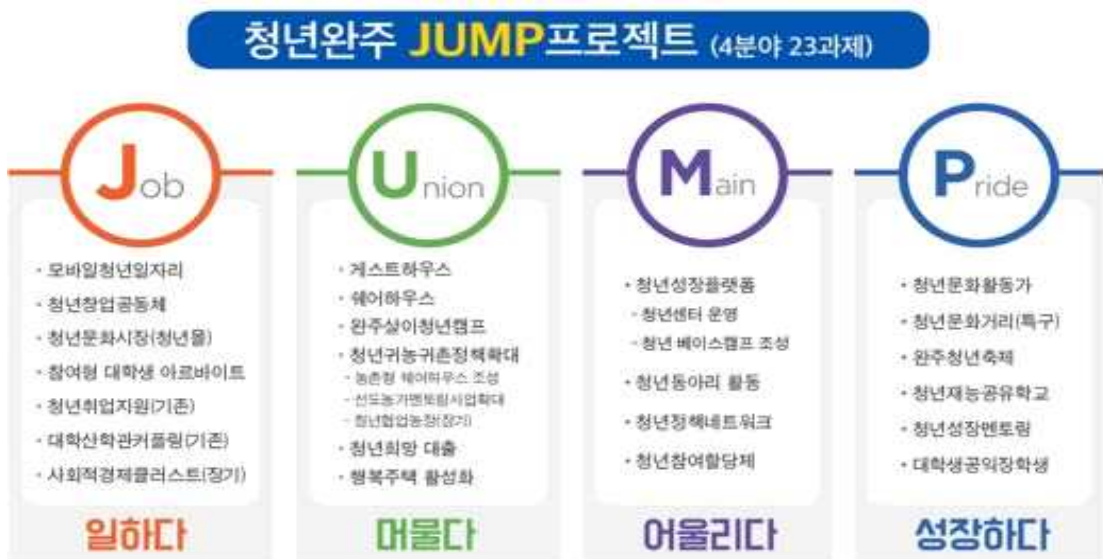 청년완주 JUMP프로젝트 (4분야 23과제)
Job
· 모바일청년일자리
· 청년창업공동체
· 청년문화시장(청년몰)
· 참여형 대학생 아르바이트
· 청년취업지원(기존)
· 대학산학관커플링(기존)
· 사회적경제클러스트(장기)
일하다
Union
· 게스트하우스
· 쉐어하우스
· 완주살이청년캠프
· 청년귀농귀촌정책확대
- 농촌형 쉐어하우스 조성
- 선도농가멘토링사업확대
- 청년협업농장(장기)
· 청년희망 대출
· 행복주택 활성화
머물다
Main
· 청년성장플랫폼
- 청년센터 운영
- 청년 베이스캠프 조성
· 청년동아리 활동
· 청년정책네트워크
· 청년참여할당제
어울리다
Pride
· 청년문화활동가
· 청년문화거리(특구)
· 완주청년축제
· 청년재능공유학교
· 청년성장멘토링
· 대학생공익장학생
성장하다